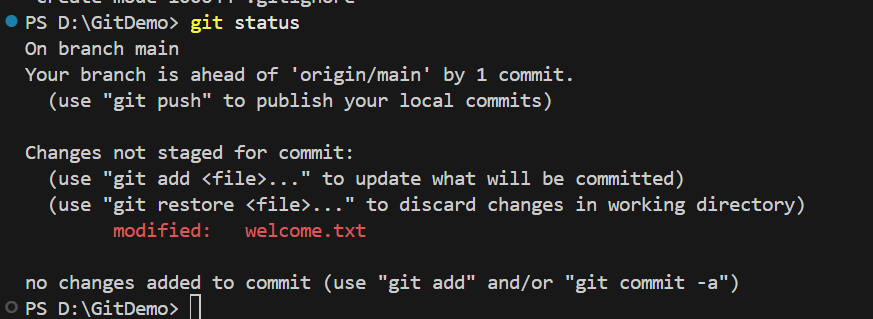 PS D:\GitDemo> git status
On branch main
Your branch is ahead of 'origin/main' by 1 commit.
  (use "git push" to publish your local commits)

Changes not staged for commit:
  (use "git add <file>..." to update what will be committed)
  (use "git restore <file>..." to discard changes in working directory)
        modified:   welcome.txt

no changes added to commit (use "git add" and/or "git commit -a")
PS D:\GitDemo>